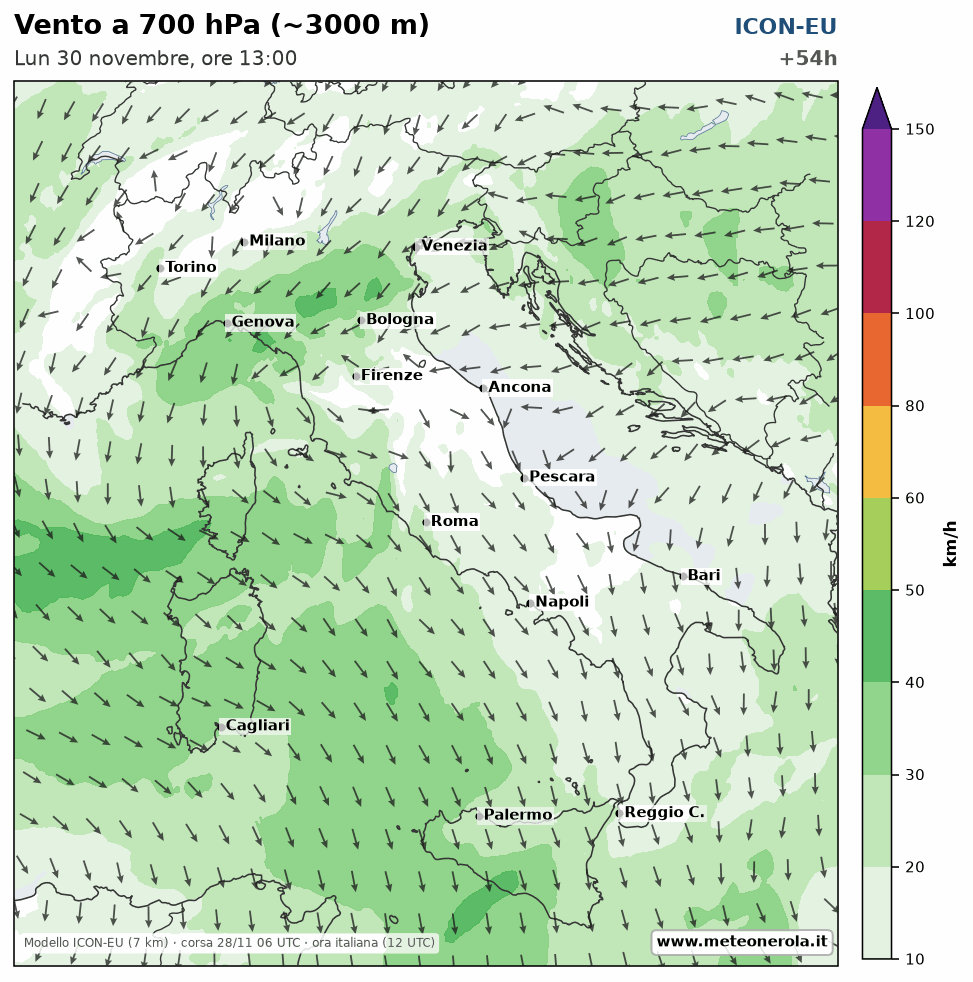 Vento a 700 hPa (~3000 m)
ICON-EU
Lun 30 novembre, ore 13:00
+54h
150
120
100
80
60
50
40
30
20
10
km/h
Milano
Venezia
Torino
Genova
Bologna
Firenze
Ancona
Pescara
Roma
Bari
Napoli
Cagliari
Palermo
Reggio C.
Modello ICON-EU (7 km) · corsa 28/11 06 UTC · ora italiana (12 UTC)
www.meteonerola.it